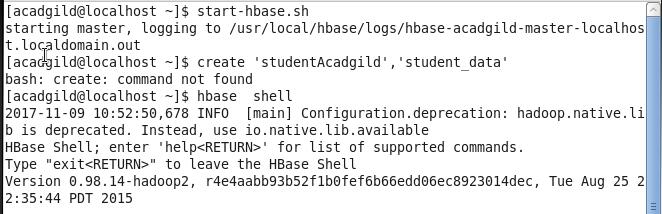 [acadgild@localhost ~]$ start-hbase.sh
starting master, logging to /usr/local/hbase/logs/hbase-acadgild-master-localhos
t.localdomain.out
[acadgild@localhost ~]$ create 'studentAcadgild','student_data'
bash: create: command not found
[acadgild@localhost ~]$ hbase  shell
2017-11-09 10:52:50,678 INFO  [main] Configuration.deprecation: hadoop.native.li
b is deprecated. Instead, use io.native.lib.available
HBase Shell; enter 'help<RETURN>' for list of supported commands.
Type "exit<RETURN>" to leave the HBase Shell
Version 0.98.14-hadoop2, r4e4aabb93b52f1b0fef6b66edd06ec8923014dec, Tue Aug 25 2
2:35:44 PDT 2015